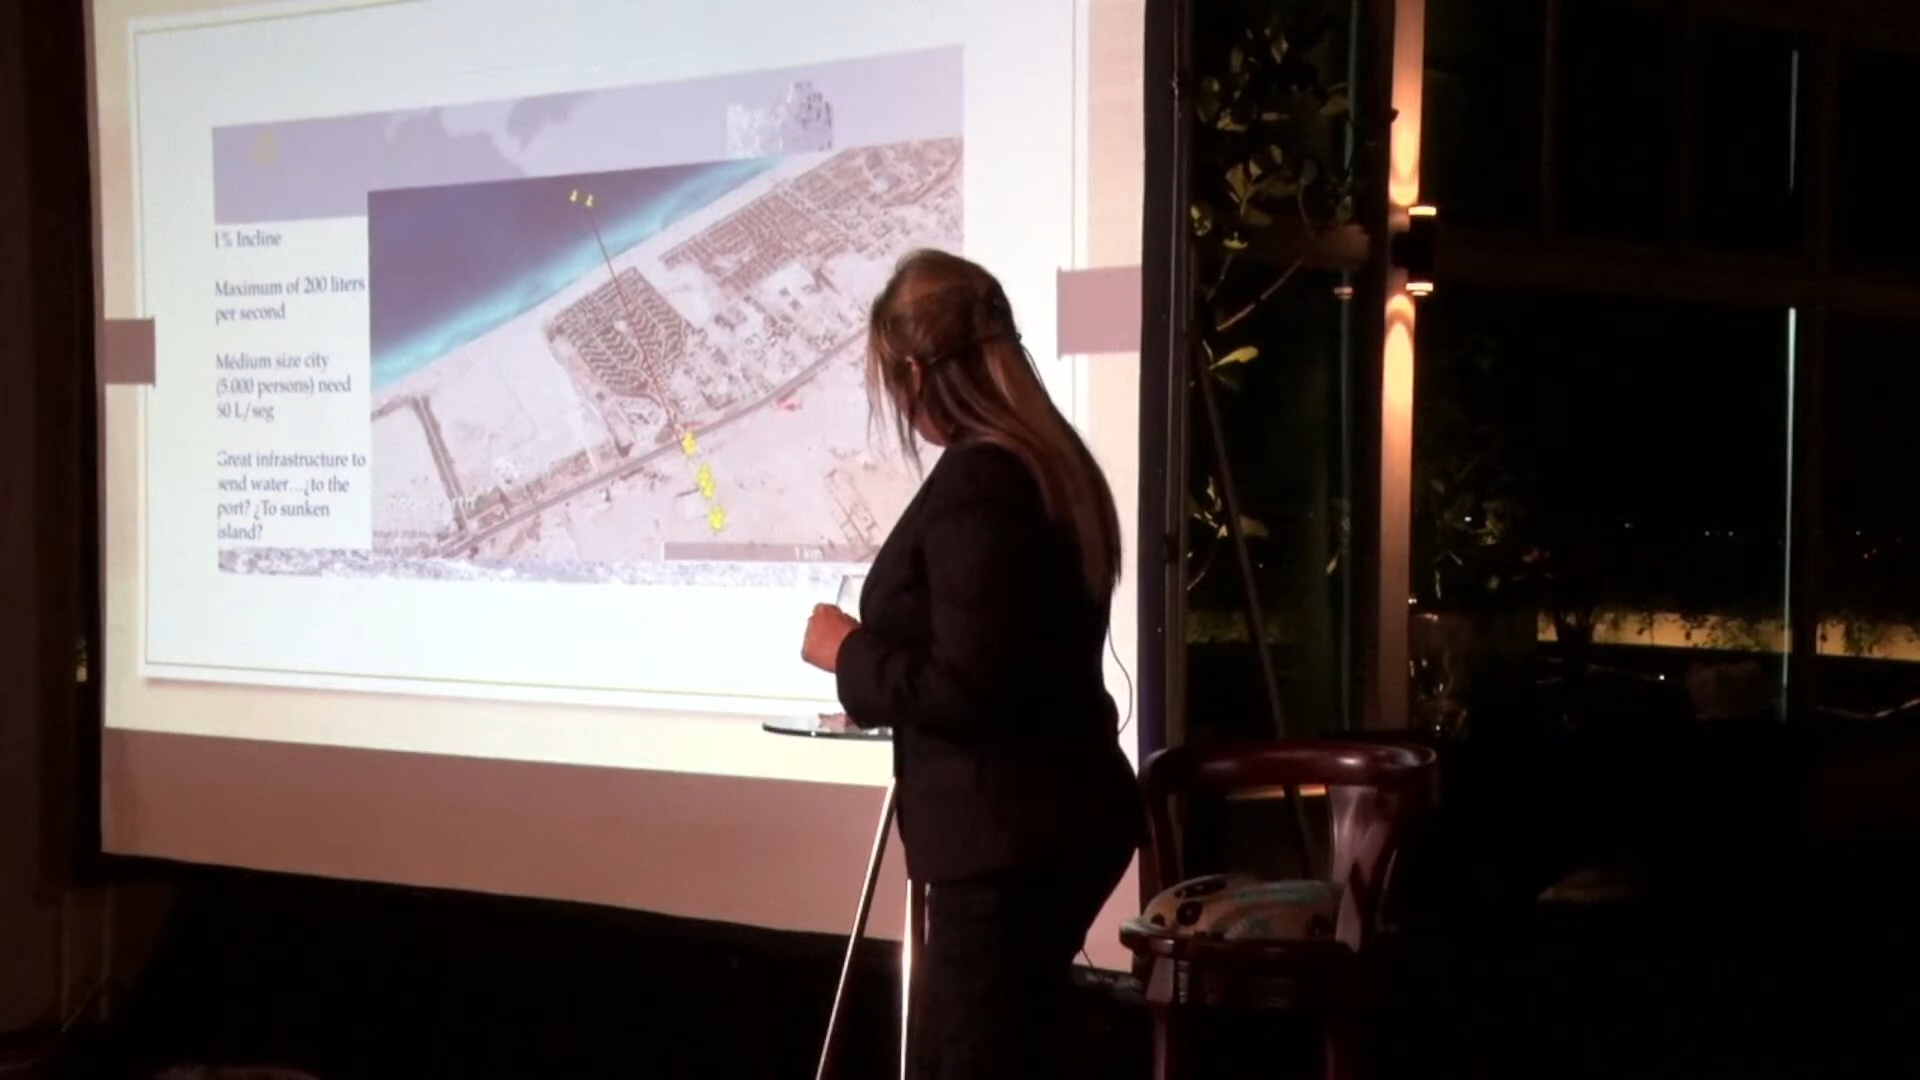 1% Incline
Maximum of 200 liters
per second
Medium size city
(5.000 persons) need
50 L/seg
Great infrastructure to
send water...¿to the
port? ¿To sunken
island?
1 km